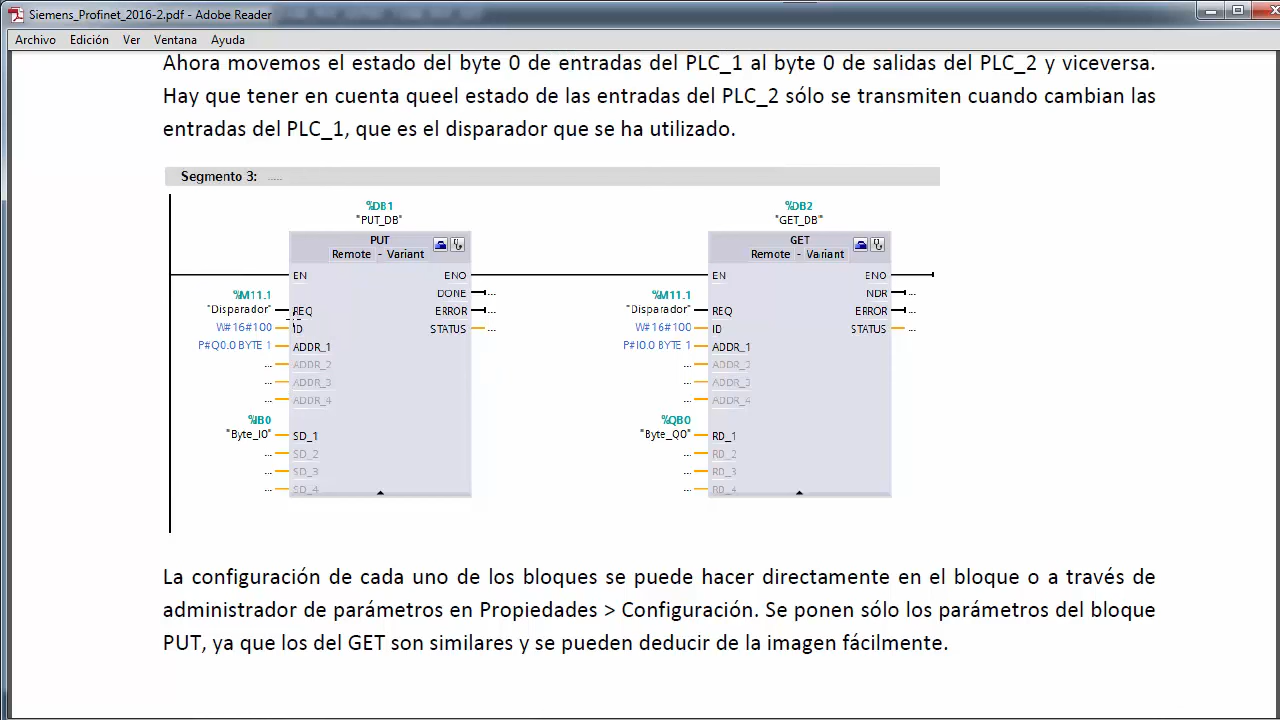 Siemens_Profinet_2016-2.pdf - Adobe Reader
Archivo Edición Ver Ventana Ayuda
Ahora movemos el estado del byte 0 de entradas del PLC_1 al byte 0 de salidas del PLC_2 y viceversa.
Hay que tener en cuenta queel estado de las entradas del PLC_2 sólo se transmiten cuando cambian las
entradas del PLC_1, que es el disparador que se ha utilizado.
Segmento 3: .....
%DB1
"PUT_DB"
PUT
Remote - Variant
EN ENO
%M11.1
"Disparador" REQ
W#16#100 ID
P#Q0.0 BYTE 1 ADDR_1
... ADDR_2
... ADDR_3
... ADDR_4
%IB0
"Byte_I0" SD_1
... SD_2
... SD_3
... SD_4
DONE ...
ERROR ...
STATUS ...
%DB2
"GET_DB"
GET
Remote - Variant
EN ENO
%M11.1
"Disparador" REQ
W#16#100 ID
P#I0.0 BYTE 1 ADDR_1
... ADDR_2
... ADDR_3
... ADDR_4
%QB0
"Byte_Q0" RD_1
... RD_2
... RD_3
... RD_4
NDR ...
ERROR ...
STATUS ...
La configuración de cada uno de los bloques se puede hacer directamente en el bloque o a través de
administrador de parámetros en Propiedades > Configuración. Se ponen sólo los parámetros del bloque
PUT, ya que los del GET son similares y se pueden deducir de la imagen fácilmente.